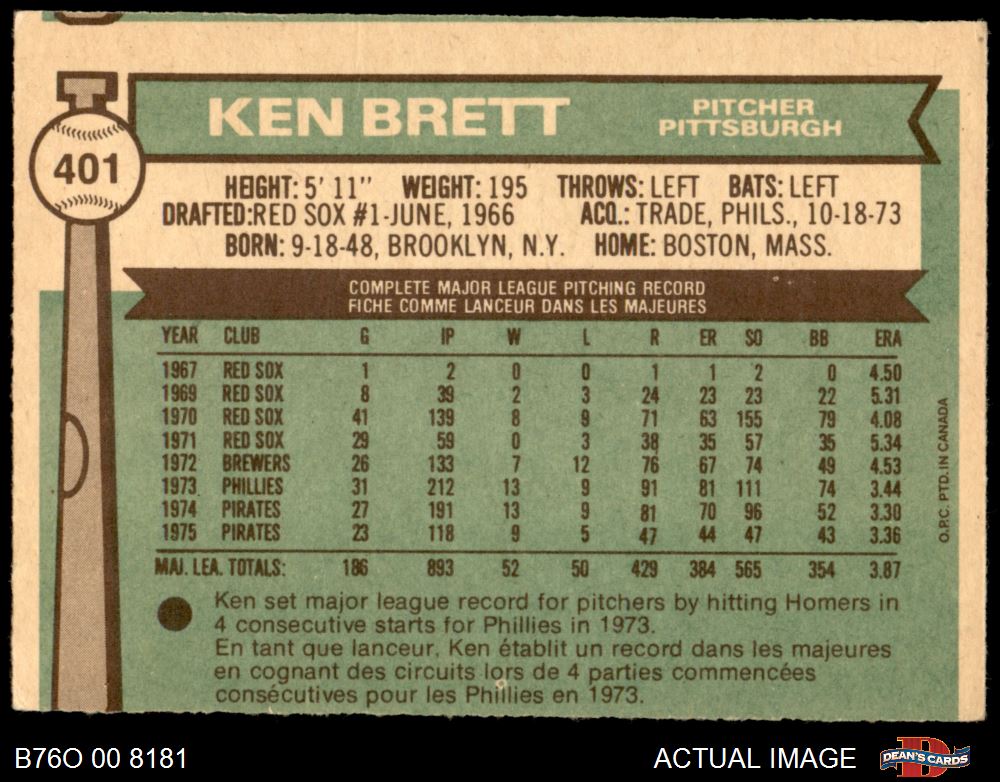 KEN BRETT
PITCHER
PITTSBURGH
401
HEIGHT: 5' 11" WEIGHT: 195 THROWS: LEFT BATS: LEFT
DRAFTED: RED SOX #1-JUNE, 1966 ACQ.: TRADE, PHILS., 10-18-73
BORN: 9-18-48, BROOKLYN, N.Y. HOME: BOSTON, MASS.
COMPLETE MAJOR LEAGUE PITCHING RECORD
FICHE COMME LANCEUR DANS LES MAJEURES
YEAR CLUB G IP W L R ER SO BB ERA
1967 RED SOX 1 2 0 0 1 1 2 0 4.50
1969 RED SOX 8 39 2 3 24 23 23 22 5.31
1970 RED SOX 41 139 8 9 71 63 155 79 4.08
1971 RED SOX 29 59 0 3 38 35 57 35 5.34
1972 BREWERS 26 133 7 12 76 67 74 49 4.53
1973 PHILLIES 31 212 13 9 91 81 111 74 3.44
1974 PIRATES 27 191 13 9 81 70 96 52 3.30
1975 PIRATES 23 118 9 5 47 44 47 43 3.36
MAJ. LEA. TOTALS: 186 893 52 50 429 384 565 354 3.87
Ken set major league record for pitchers by hitting Homers in
4 consecutive starts for Phillies in 1973.
En tant que lanceur, Ken établit un record dans les majeures
en cognant des circuits lors de 4 parties commencées
consécutives pour les Phillies en 1973.
O.P.C. PTD. IN CANADA
B76O 00 8181
ACTUAL IMAGE
DEAN'S CARDS